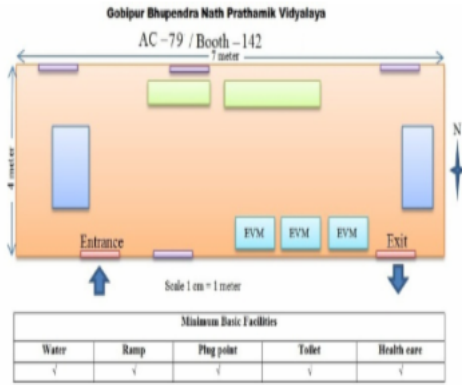 Gobipur Bhupendra Nath Prathamik Vidyalaya
AC –79 / Booth –142
7 meter
4 meter
N
EVM EVM EVM
Entrance Exit
Scale 1 cm = 1 meter
Minimum Basic Facilities
Water Ramp Plug point Toilet Health care
√ √ √ √ √